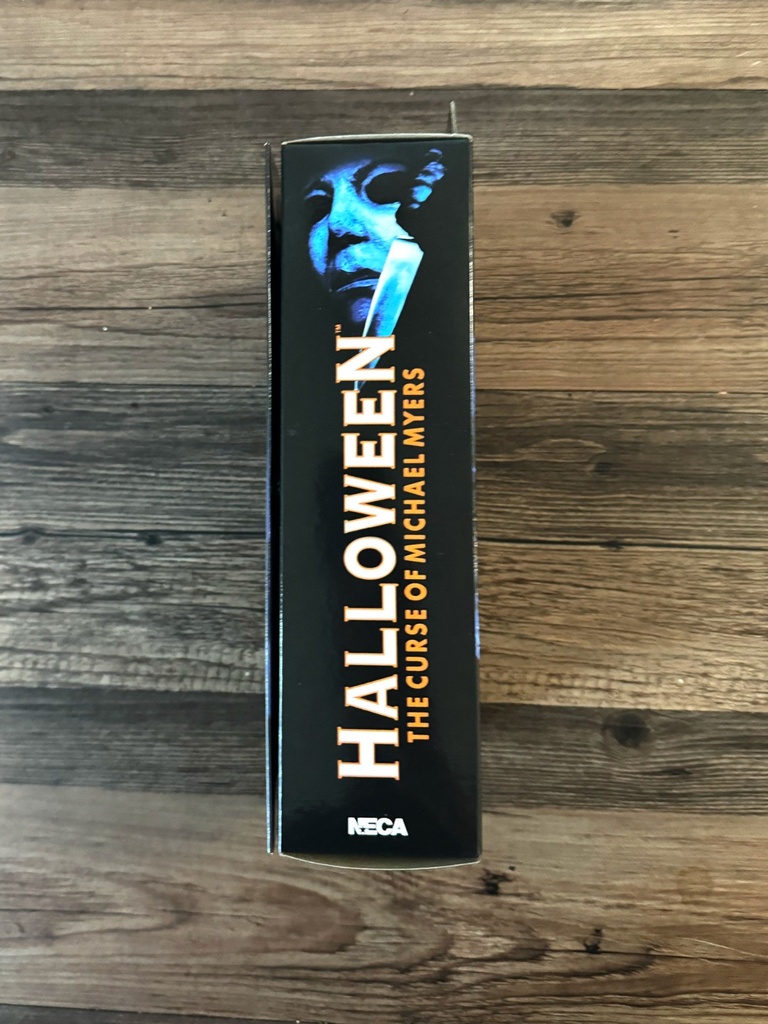 HALLOWEEN™
THE CURSE OF MICHAEL MYERS
NECA